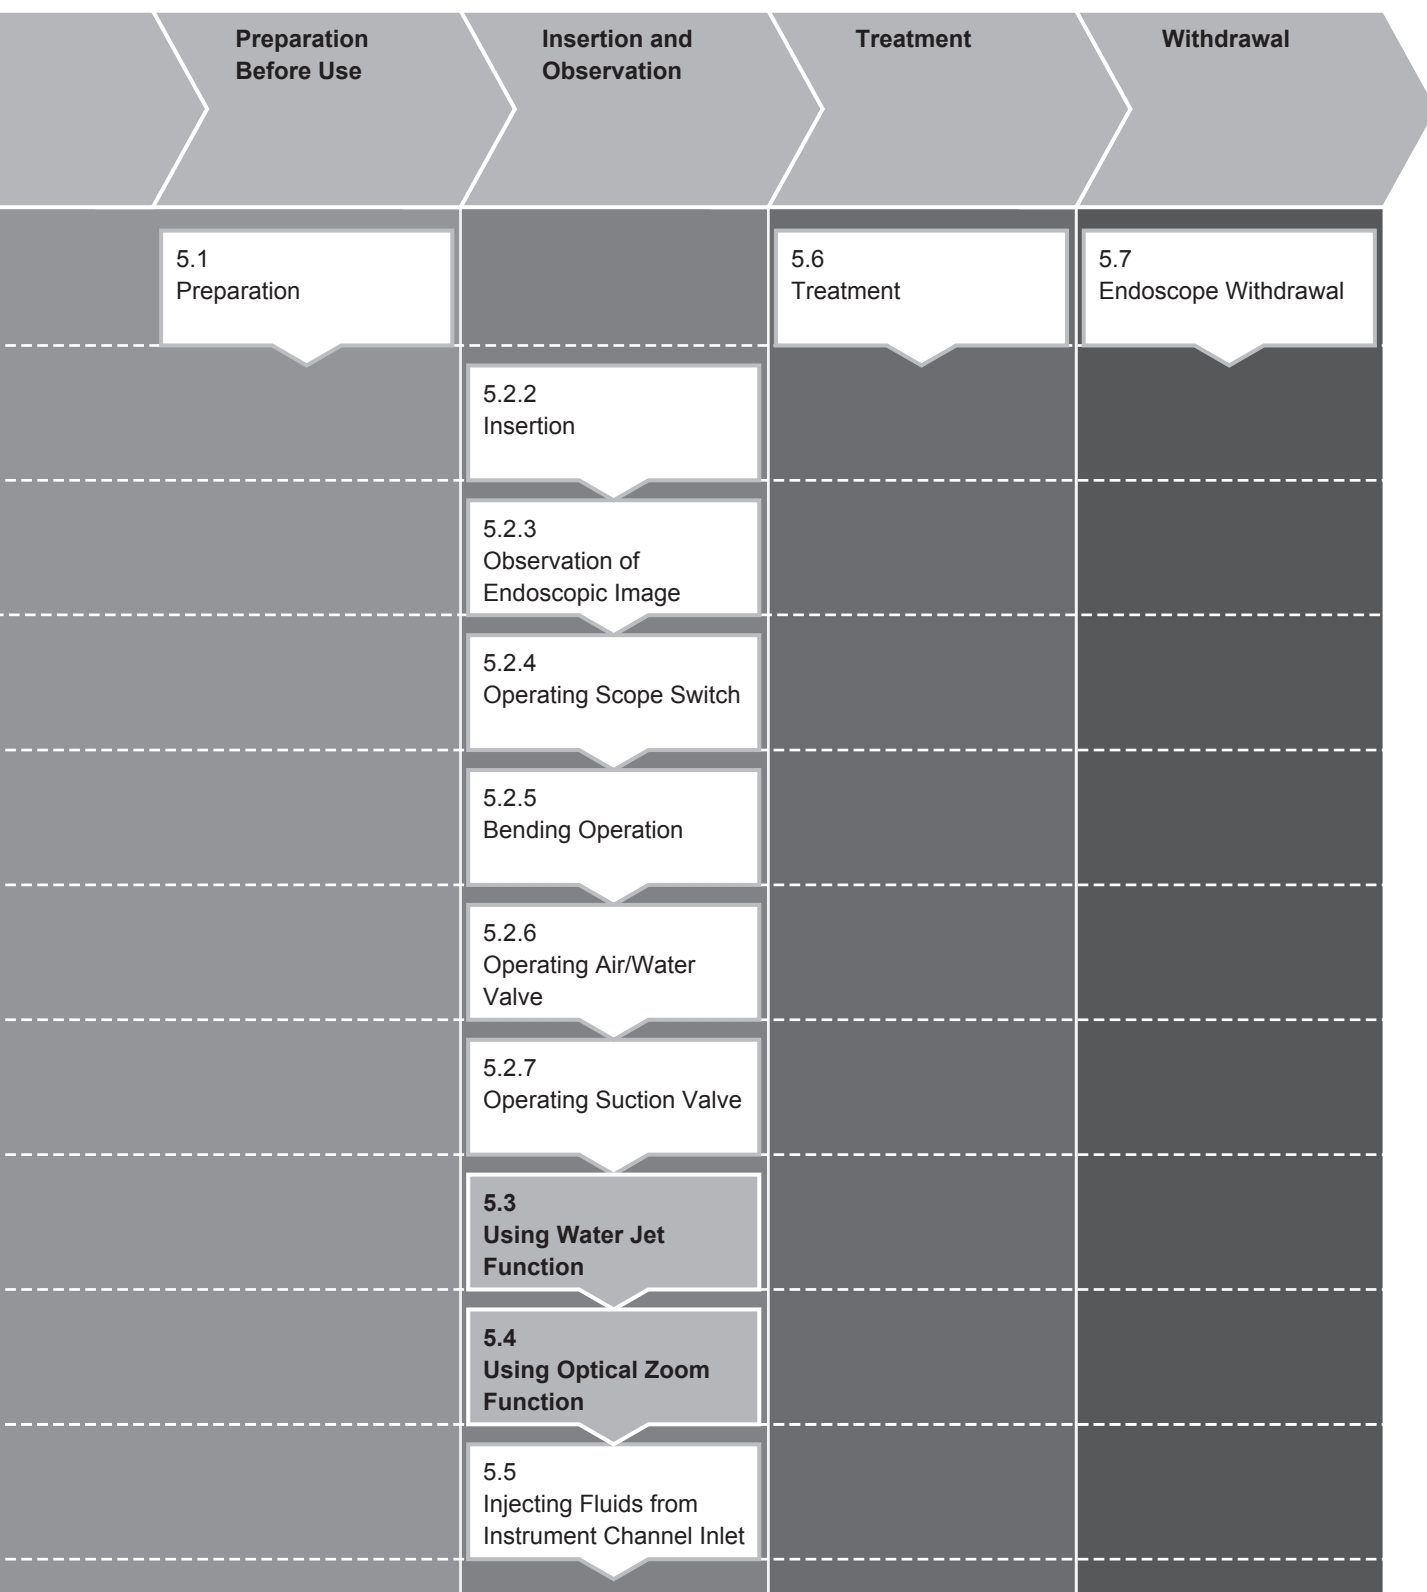 Preparation
Before Use
Insertion and
Observation
Treatment
Withdrawal
5.1
Preparation
5.6
Treatment
5.7
Endoscope Withdrawal
5.2.2
Insertion
5.2.3
Observation of
Endoscopic Image
5.2.4
Operating Scope Switch
5.2.5
Bending Operation
5.2.6
Operating Air/Water
Valve
5.2.7
Operating Suction Valve
5.3
Using Water Jet
Function
5.4
Using Optical Zoom
Function
5.5
Injecting Fluids from
Instrument Channel Inlet